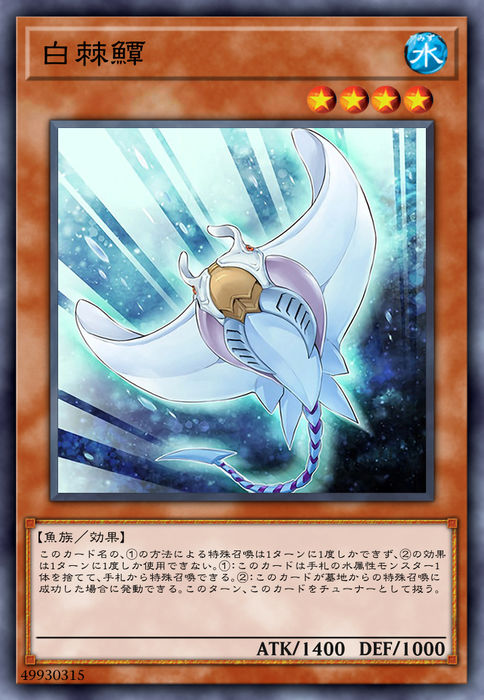 白棘鱏
みず
水
【魚族／効果】
このカード名の、①の方法による特殊召喚は1ターンに1度しかできず、②の効果
は1ターンに1度しか使用できない。①：このカードは手札の水属性モンスター1
体を捨てて、手札から特殊召喚できる。②：このカードが墓地からの特殊召喚に
成功した場合に発動できる。このターン、このカードをチューナーとして扱う。
ATK/1400 DEF/1000
49930315